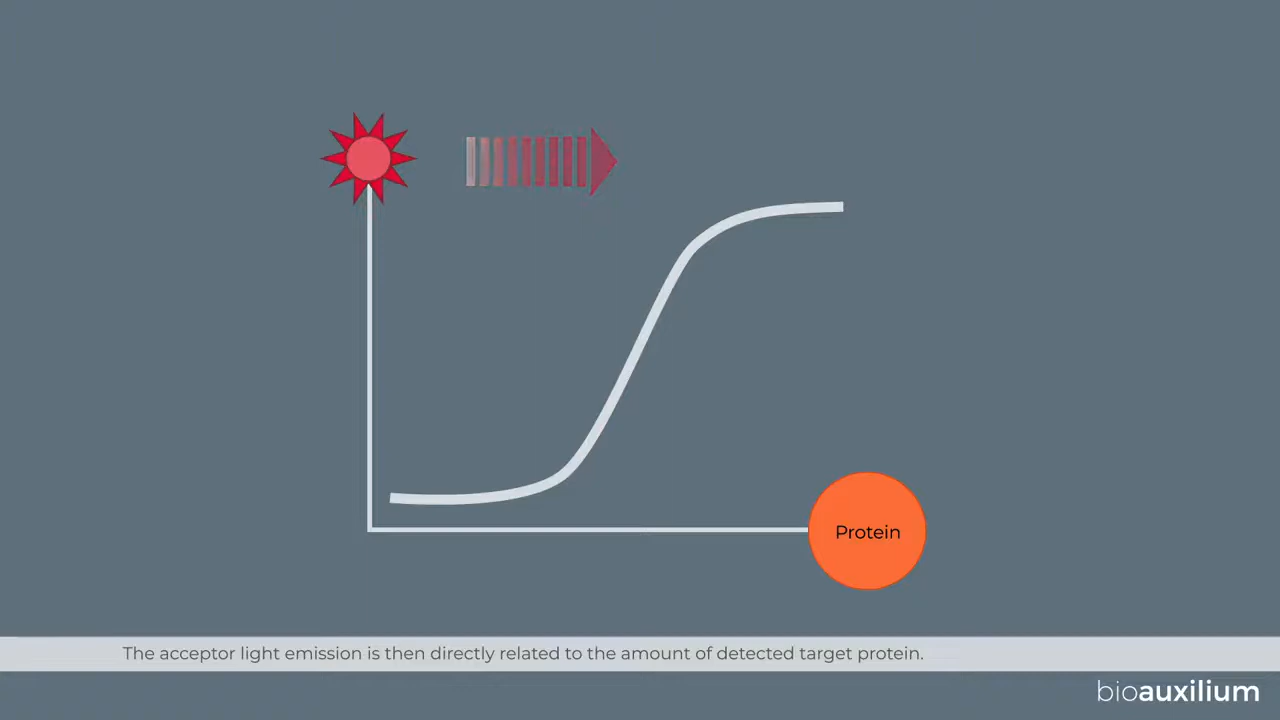 Protein
The acceptor light emission is then directly related to the amount of detected target protein.
bioauxilium